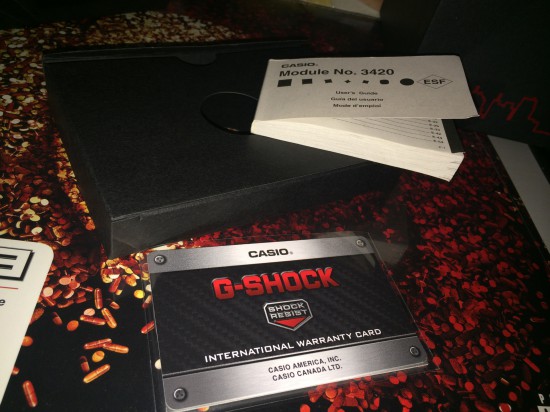 CASIO®
Module No. 3420
ESF
User's Guide
Guía del usuario
Mode d'emploi
CASIO®
G-SHOCK
SHOCK
RESIST
INTERNATIONAL WARRANTY CARD
CASIO AMERICA, INC.
CASIO CANADA LTD.